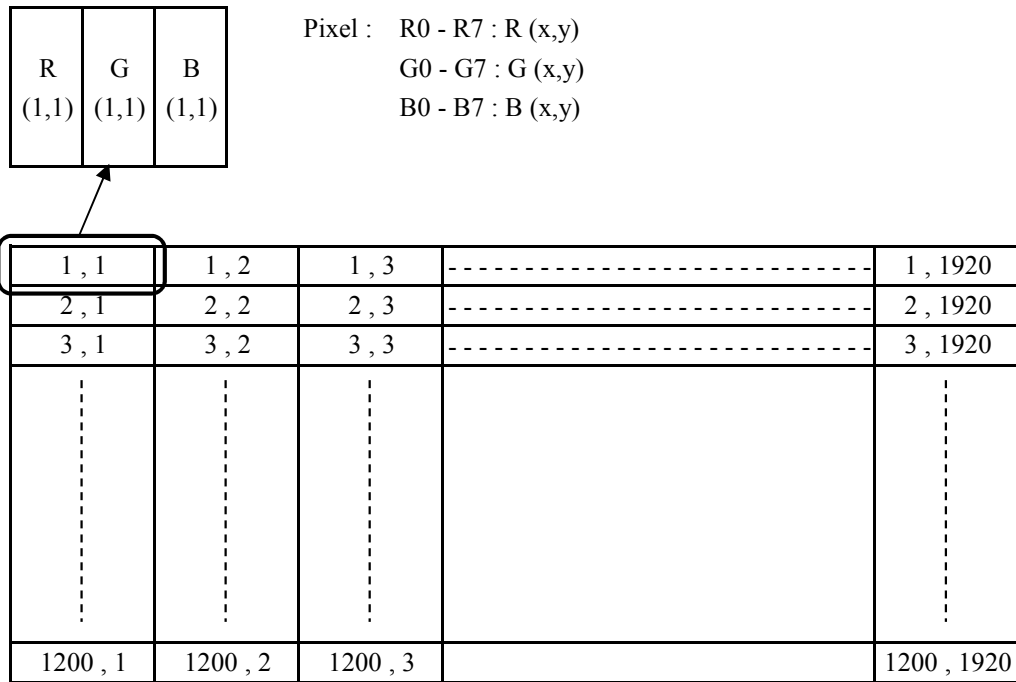 Pixel : R0 - R7 : R (x,y)
G0 - G7 : G (x,y)
B0 - B7 : B (x,y)
R G B
(1,1) (1,1) (1,1)
1 , 1 1 , 2 1 , 3 1 , 1920
2 , 1 2 , 2 2 , 3 2 , 1920
3 , 1 3 , 2 3 , 3 3 , 1920
1200 , 1 1200 , 2 1200 , 3 1200 , 1920